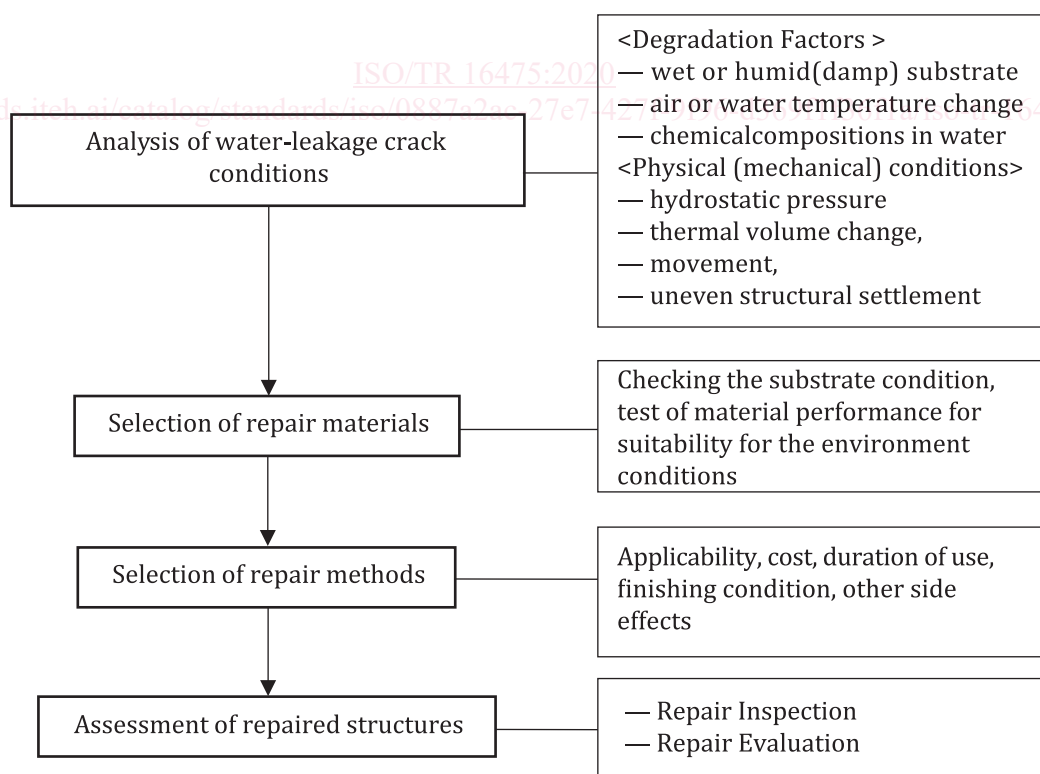 <Degradation Factors >
— wet or humid(damp) substrate
— air or water temperature change
— chemicalcompositions in water
<Physical (mechanical) conditions>
— hydrostatic pressure
— thermal volume change,
— movement,
— uneven structural settlement
ISO/TR 16475:2020
Analysis of water-leakage crack
conditions
Checking the substrate condition,
test of material performance for
suitability for the environment
conditions
Selection of repair materials
Applicability, cost, duration of use,
finishing condition, other side
effects
Selection of repair methods
— Repair Inspection
— Repair Evaluation
Assessment of repaired structures